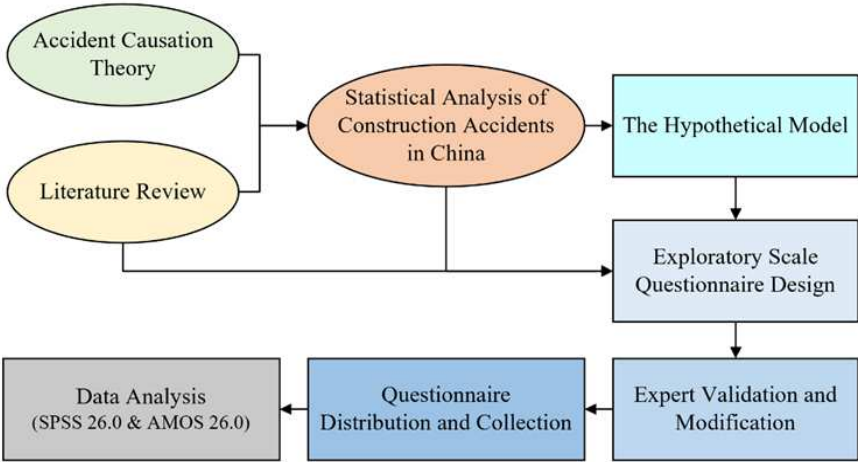 Accident Causation
Theory
Statistical Analysis of
Construction Accidents
in China
The Hypothetical Model
Literature Review
Exploratory Scale
Questionnaire Design
Data Analysis
(SPSS 26.0 & AMOS 26.0)
Questionnaire
Distribution and Collection
Expert Validation and
Modification